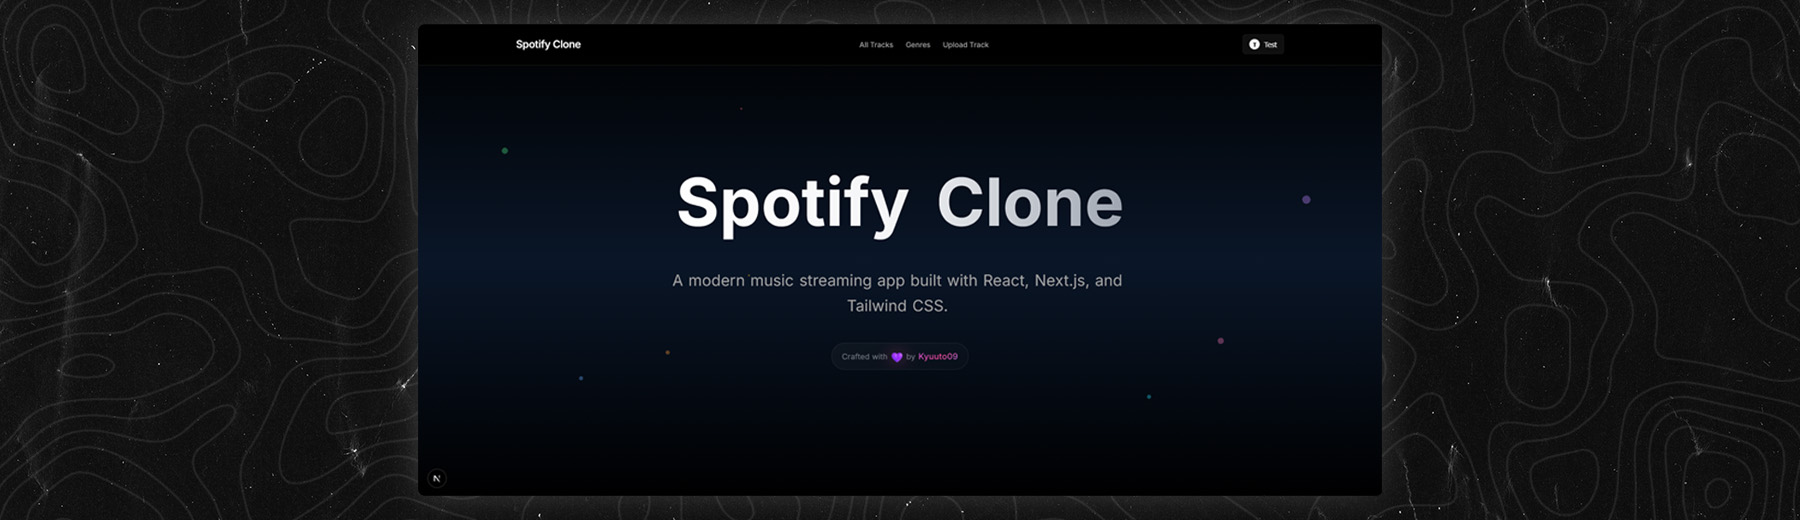 Spotify Clone
All Tracks Genres Upload Track
T Test
Spotify Clone
A modern music streaming app built with React, Next.js, and
Tailwind CSS.
Crafted with 💜 by Kyuuto09
N